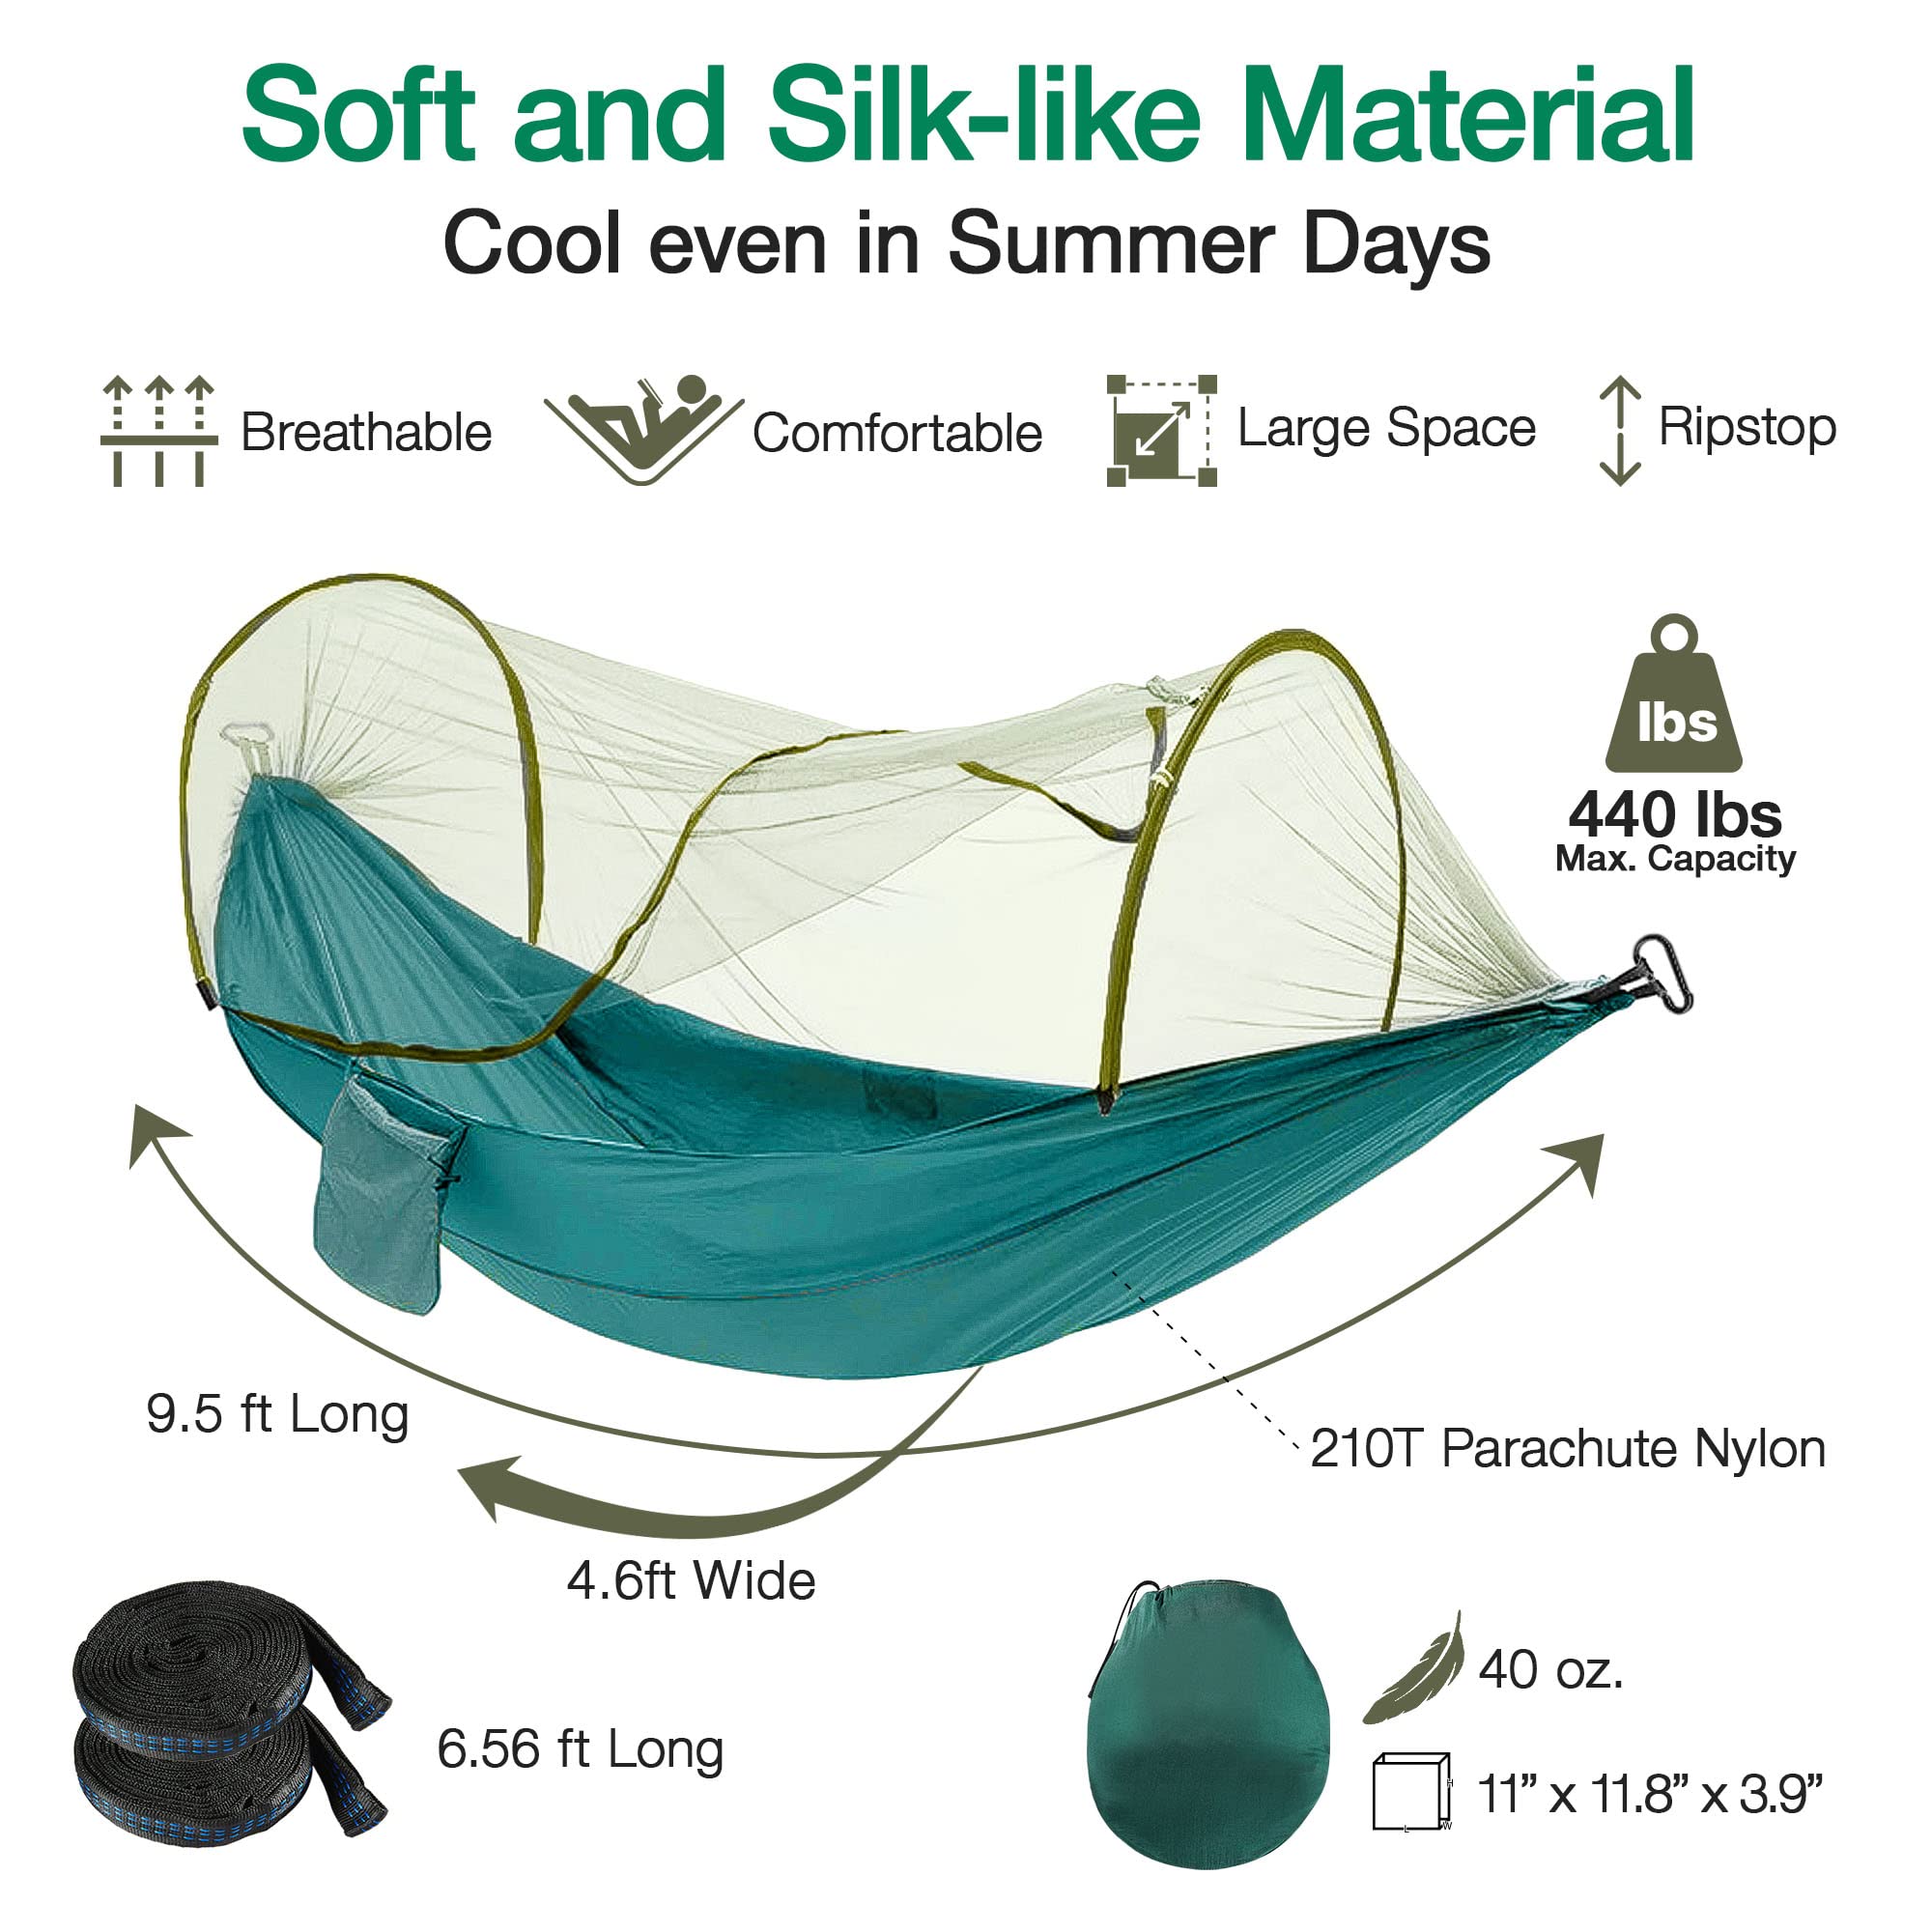 Soft and Silk-like Material
Cool even in Summer Days
Breathable
Comfortable
Large Space
Ripstop
lbs
440 lbs
Max. Capacity
9.5 ft Long
210T Parachute Nylon
4.6ft Wide
6.56 ft Long
40 oz.
11” x 11.8” x 3.9”
H
L
W